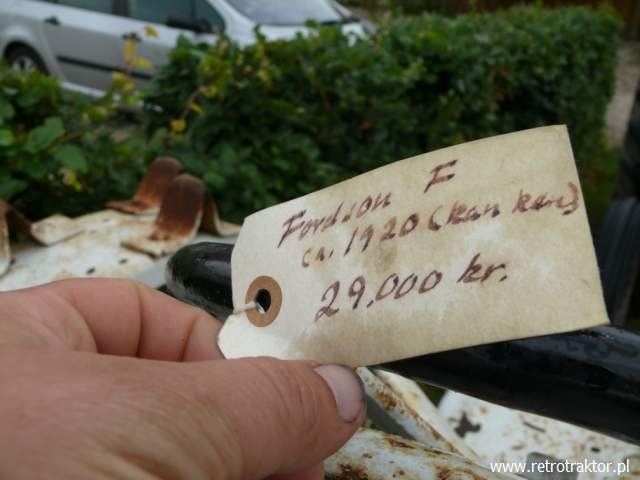 Fordson F
ca. 1920 (kan køre)
29.000 kr.
www.retrotraktor.pl